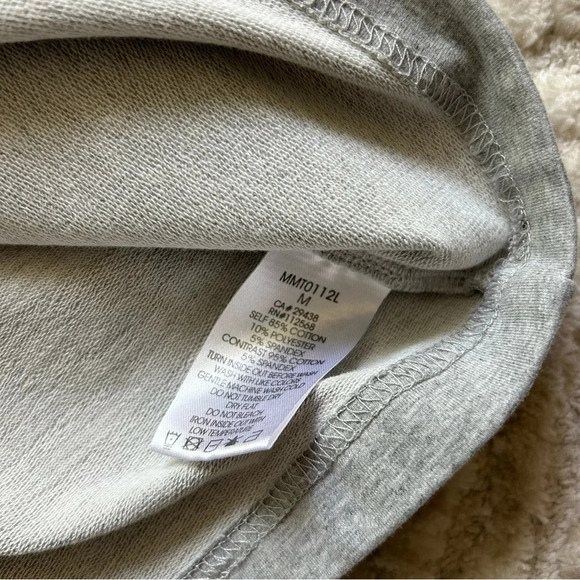 MMT0112L
M
CA# 29438
RN# 112568
SELF 85% COTTON
10% POLYESTER
5% SPANDEX
CONTRAST 95% COTTON
5% SPANDEX
TURN INSIDE OUT BEFORE WASH
WASH WITH LIKE COLORS
GENTLE MACHINE WASH COLD
DO NOT TUMBLE DRY
DRY FLAT
DO NOT BLEACH
IRON INSIDE OUT WITH
LOW TEMPERATURE